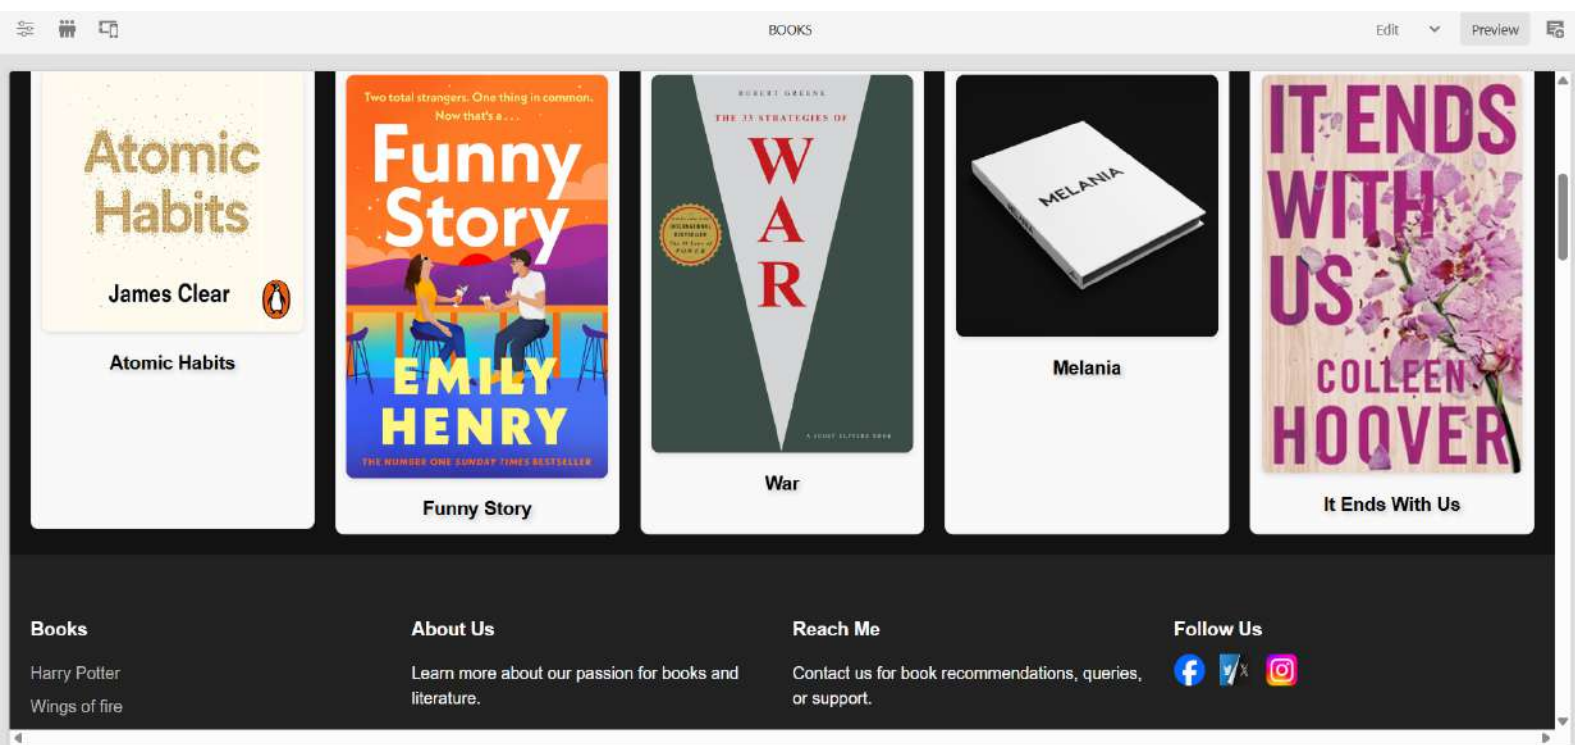 BOOKS
Edit
Preview
Atomic
Habits
James Clear
Atomic Habits
Two total strangers. One thing in common.
Now that's a . . .
Funny
Story
EMILY
HENRY
THE NUMBER ONE SUNDAY TIMES BESTSELLER
Funny Story
ROBERT GREENE
THE 33 STRATEGIES OF
WAR
INTERNATIONAL
BESTSELLER
POWER
War
MELANIA
Melania
IT ENDS
WITH
US
COLLEEN
HOOVER
It Ends With Us
Books
Harry Potter
Wings of fire
About Us
Learn more about our passion for books and
literature.
Reach Me
Contact us for book recommendations, queries,
or support.
Follow Us